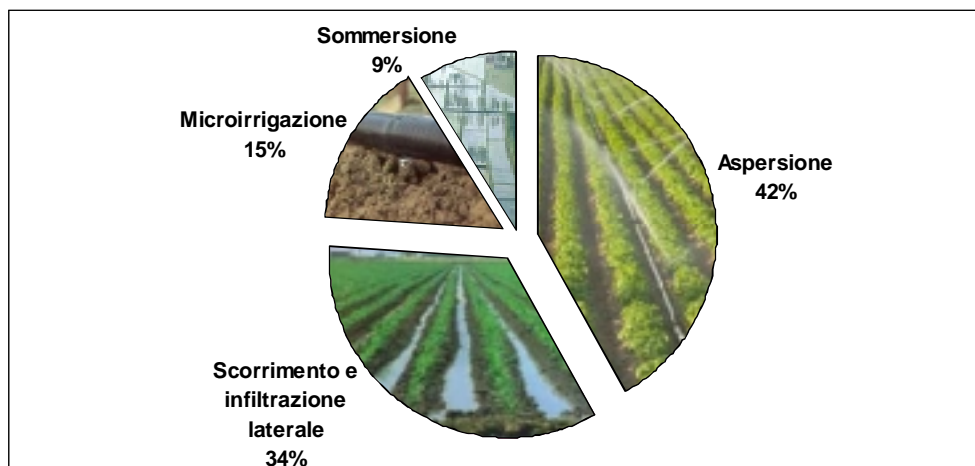 Sommersione
9%
Microirrigazione
15%
Aspersione
42%
Scorrimento e
infiltrazione
laterale
34%